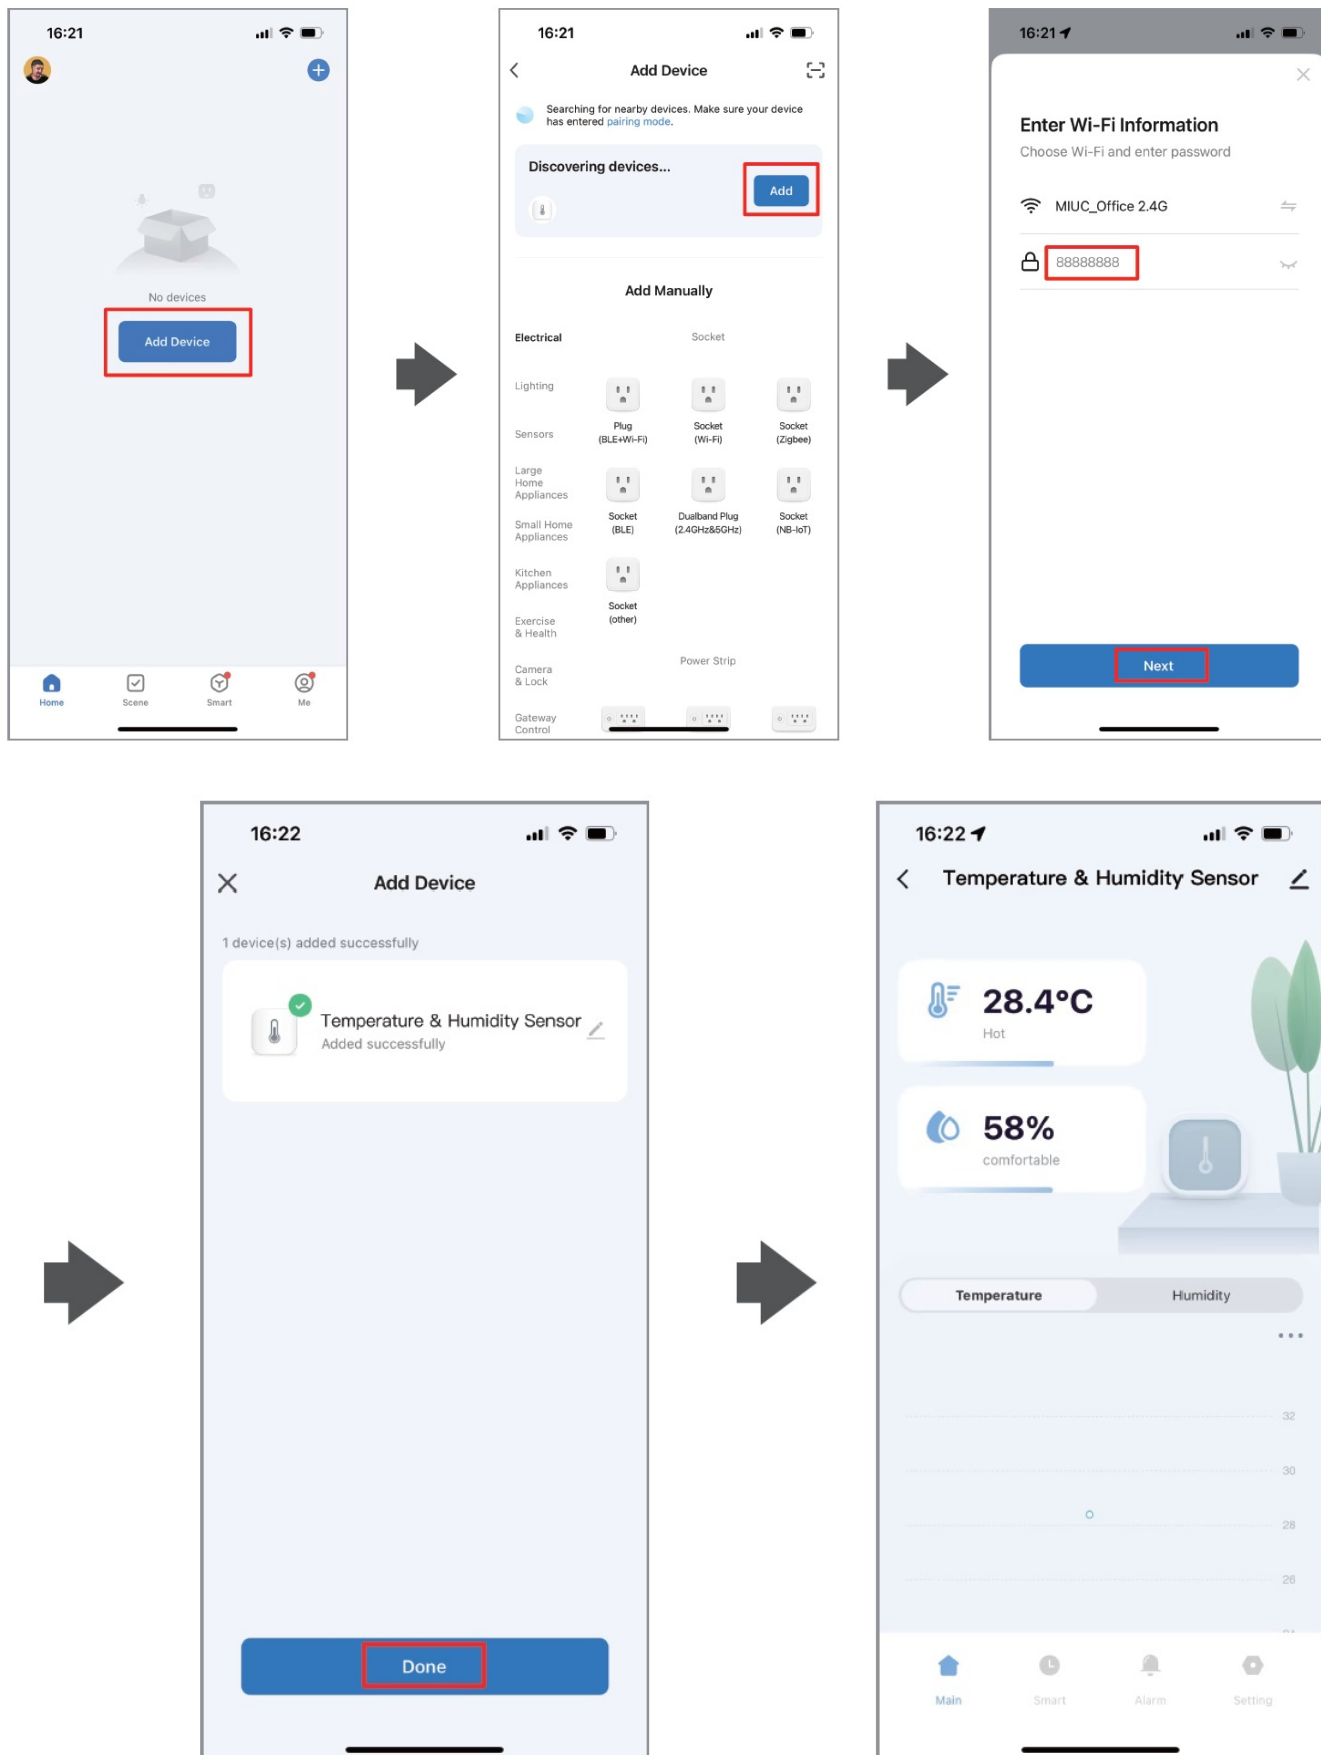 16:21
No devices
Add Device
Home
Scene
Smart
Me
16:21
Add Device
Searching for nearby devices. Make sure your device
has entered pairing mode.
Discovering devices...
Add
Add Manually
Electrical
Socket
Lighting
Plug
(BLE+Wi-Fi)
Socket
(Wi-Fi)
Socket
(Zigbee)
Sensors
Large
Home
Appliances
Socket
(BLE)
Dualband Plug
(2.4GHz&5GHz)
Socket
(NB-IoT)
Small Home
Appliances
Kitchen
Appliances
Socket
(other)
Exercise
& Health
Power Strip
Camera
& Lock
Gateway
Control
16:21
Enter Wi-Fi Information
Choose Wi-Fi and enter password
MIUC_Office 2.4G
88888888
Next
16:22
Add Device
1 device(s) added successfully
Temperature & Humidity Sensor
Added successfully
Done
16:22
Temperature & Humidity Sensor
28.4°C
Hot
58%
comfortable
Temperature
Humidity
32
30
28
26
Main
Smart
Alarm
Setting